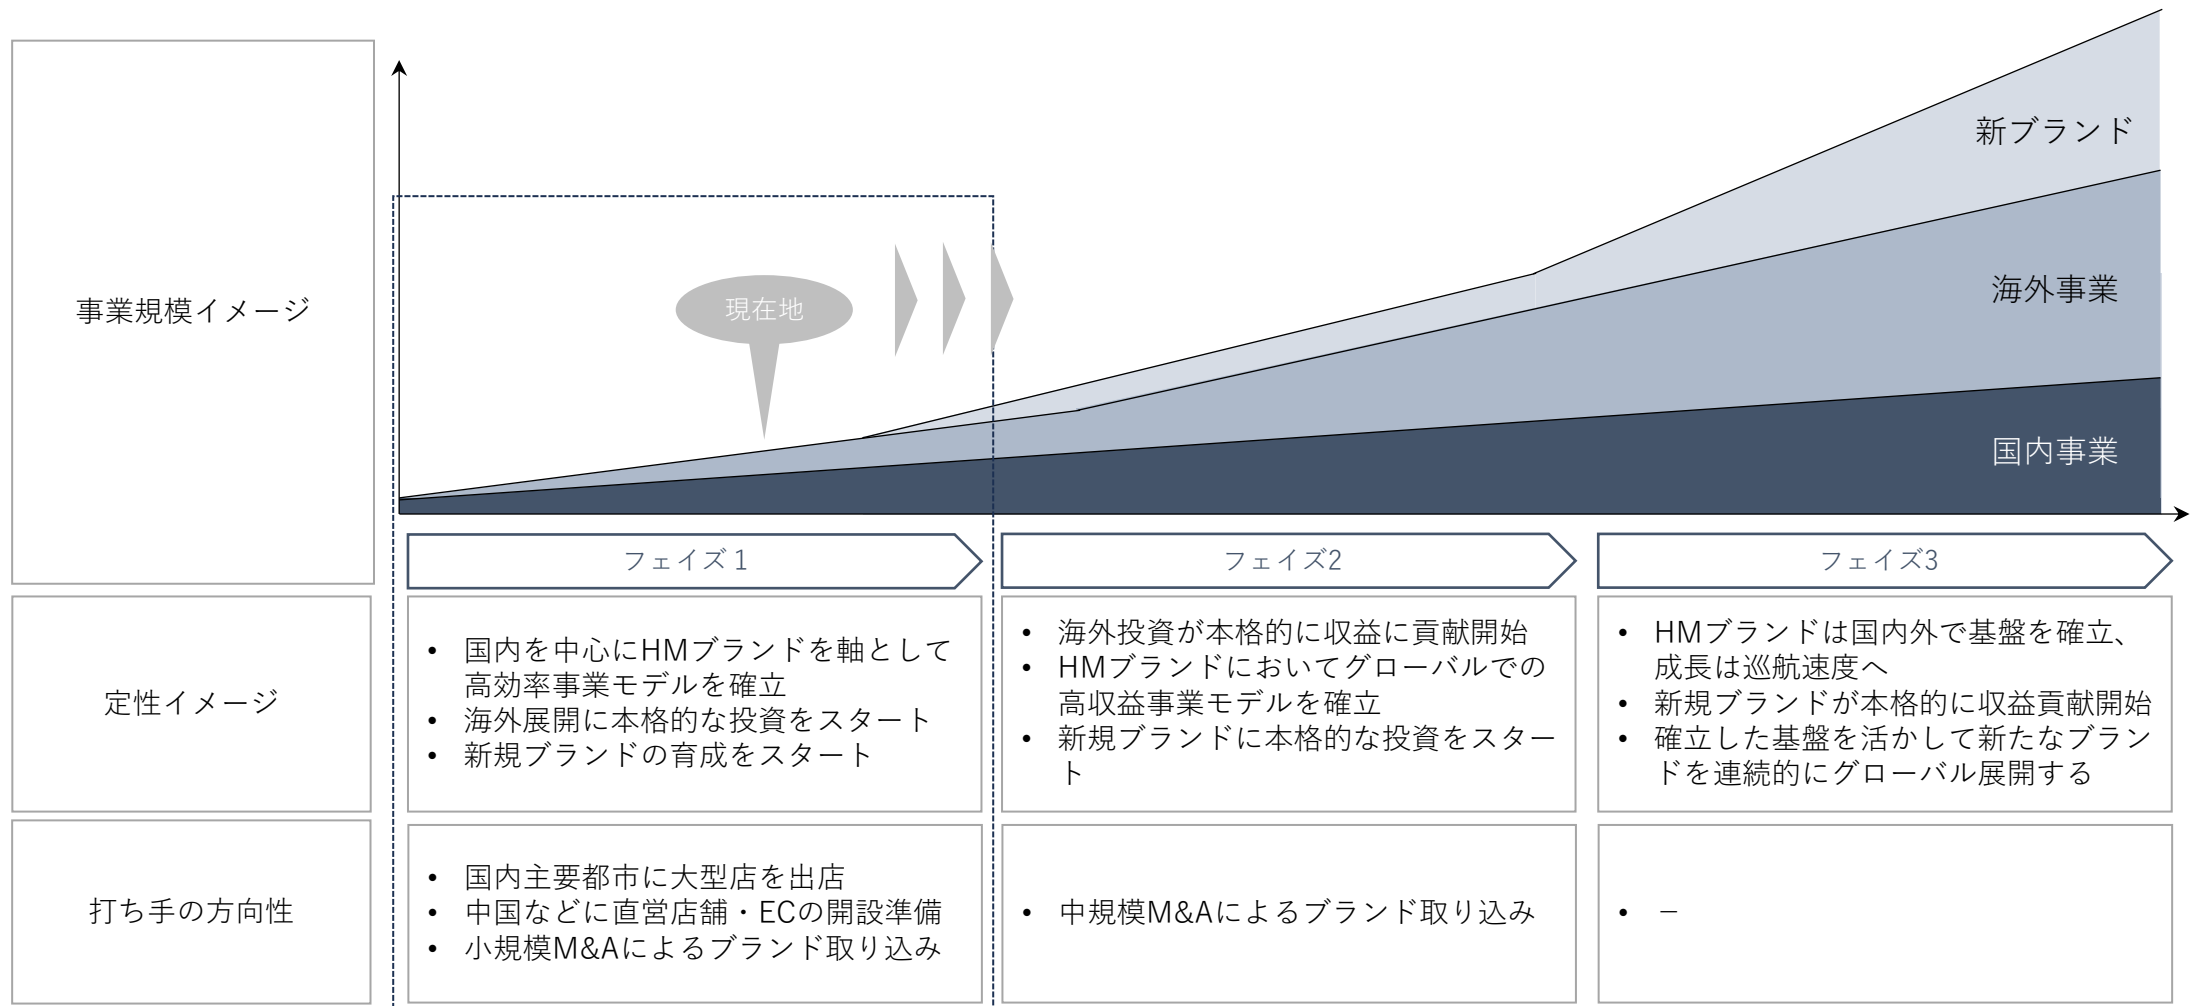 事業規模イメージ
現在地
新ブランド
海外事業
国内事業
フェイズ１
フェイズ2
フェイズ3
定性イメージ
• 国内を中心にHMブランドを軸として
高効率事業モデルを確立
• 海外展開に本格的な投資をスタート
• 新規ブランドの育成をスタート
• 海外投資が本格的に収益に貢献開始
• HMブランドにおいてグローバルでの
高収益事業モデルを確立
• 新規ブランドに本格的な投資をスター
ト
• HMブランドは国内外で基盤を確立、
成長は巡航速度へ
• 新規ブランドが本格的に収益貢献開始
• 確立した基盤を活かして新たなブラン
ドを連続的にグローバル展開する
打ち手の方向性
• 国内主要都市に大型店を出店
• 中国などに直営店舗・ECの開設準備
• 小規模M&Aによるブランド取り込み
• 中規模M&Aによるブランド取り込み
• －